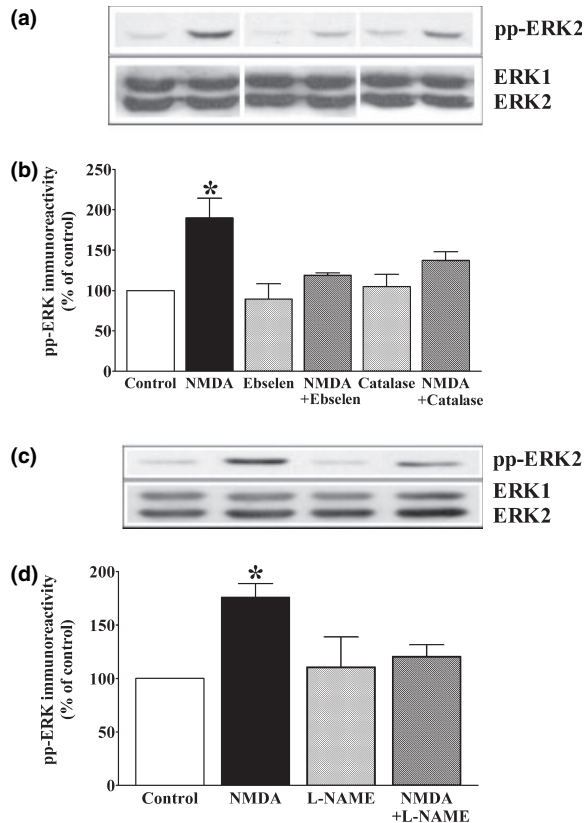 (a)
pp-ERK2
ERK1
ERK2
(b)
pp-ERK immunoreactivity
(% of control)
250
200
150
100
50
0
*
Control NMDA Ebselen NMDA Catalase NMDA
+Ebselen +Catalase
(c)
pp-ERK2
ERK1
ERK2
(d)
pp-ERK immunoreactivity
(% of control)
200
150
100
50
0
*
Control NMDA L-NAME NMDA
+L-NAME